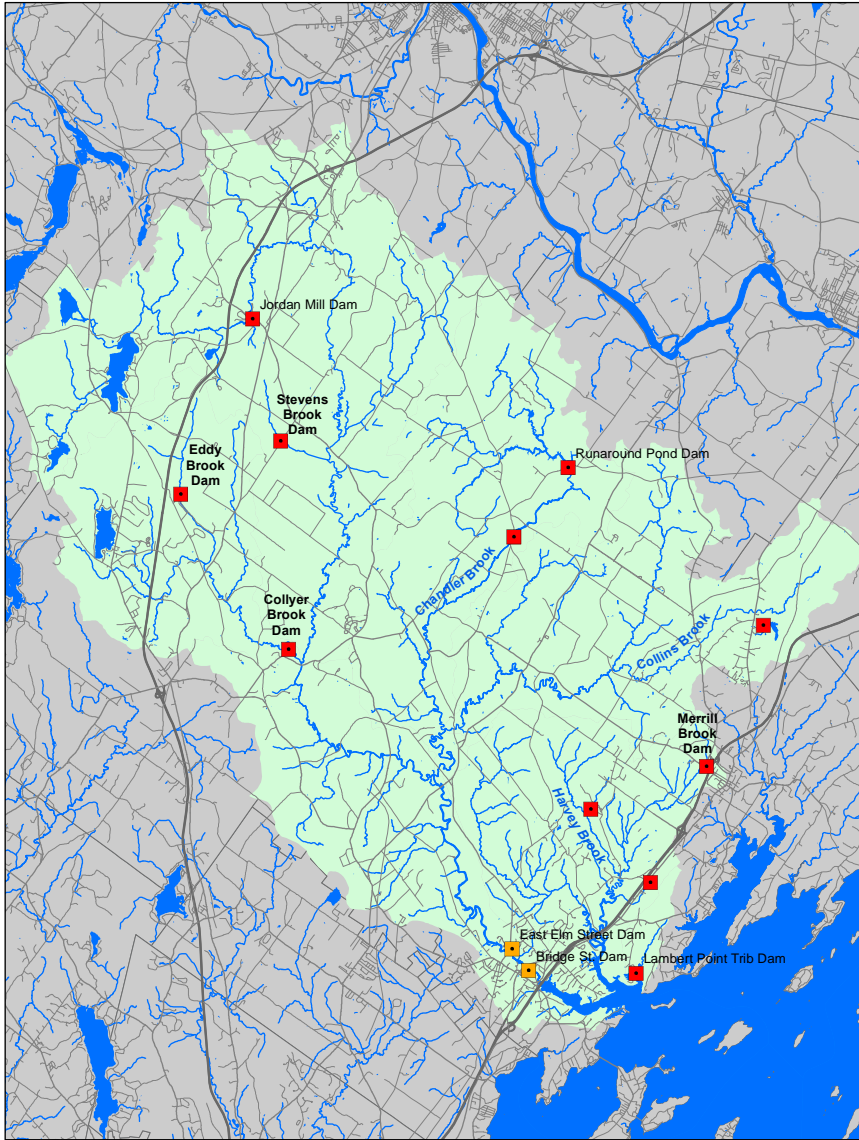 Jordan Mill Dam
Stevens
Brook
Dam
Eddy
Brook
Dam
Runaround Pond Dam
Chandler Brook
Collyer
Brook
Dam
Collins Brook
Merrill
Brook
Dam
Harvey Brook
East Elm Street Dam
Bridge St. Dam
Lambert Point Trib Dam